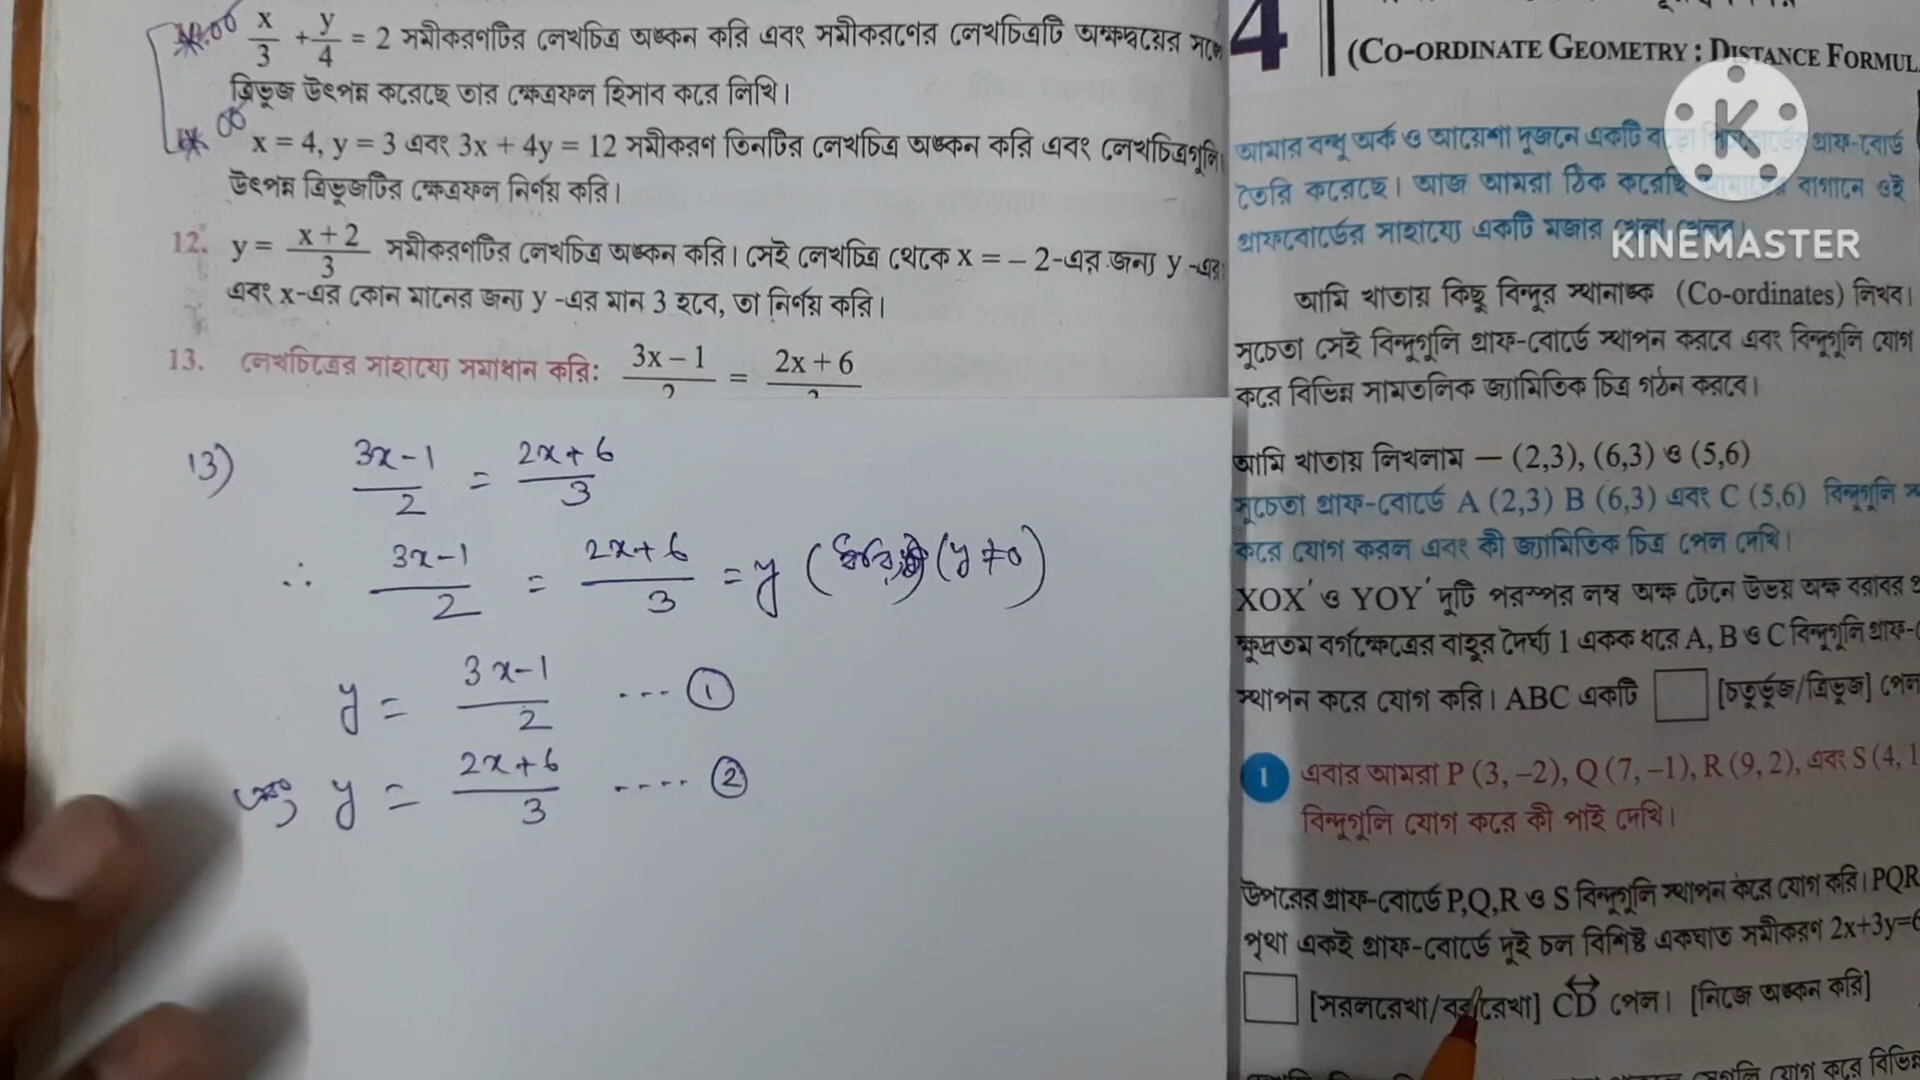 x/3 + y/4 = 2 সমীকরণটির লেখচিত্র অঙ্কন করি এবং সমীকরণের লেখচিত্রটি অক্ষদ্বয়ের সঙ্গে
ত্রিভুজ উৎপন্ন করেছে তার ক্ষেত্রফল হিসাব করে লিখি।
x = 4, y = 3 এবং 3x + 4y = 12 সমীকরণ তিনটির লেখচিত্র অঙ্কন করি এবং লেখচিত্রগুলি
উৎপন্ন ত্রিভুজটির ক্ষেত্রফল নির্ণয় করি।
12. y = (x + 2)/3 সমীকরণটির লেখচিত্র অঙ্কন করি। সেই লেখচিত্র থেকে x = – 2-এর জন্য y -এর
এবং x-এর কোন মানের জন্য y -এর মান 3 হবে, তা নির্ণয় করি।
13. লেখচিত্রের সাহায্যে সমাধান করি: (3x – 1)/2 = (2x + 6)/3
13) (3x-1)/2 = (2x+6)/3
∴ (3x-1)/2 = (2x+6)/3 = y (ধরি, (y ≠ 0)
y = (3x-1)/2 ... ①
এবং, y = (2x+6)/3 .... ②
4
(CO-ORDINATE GEOMETRY : DISTANCE FORMUL
আমার বন্ধু অর্ক ও আয়েশা দুজনে একটি গ্রাফ-বোর্ড
তৈরি করেছে। আজ আমরা ঠিক করেছি বাগানে ওই
গ্রাফবোর্ডের সাহায্যে একটি মজার
KINEMASTER
আমি খাতায় কিছু বিন্দুর স্থানাঙ্ক (Co-ordinates) লিখব।
সুচেতা সেই বিন্দুগুলি গ্রাফ-বোর্ডে স্থাপন করবে এবং বিন্দুগুলি যোগ
করে বিভিন্ন সামতলিক জ্যামিতিক চিত্র গঠন করবে।
আমি খাতায় লিখলাম — (2,3), (6,3) ও (5,6)
সুচেতা গ্রাফ-বোর্ডে A (2,3) B (6,3) এবং C (5,6) বিন্দুগুলি
করে যোগ করল এবং কী জ্যামিতিক চিত্র পেল দেখি।
XOX′ ও YOY′ দুটি পরস্পর লম্ব অক্ষ টেনে উভয় অক্ষ বরাবর
ক্ষুদ্রতম বর্গক্ষেত্রের বাহুর দৈর্ঘ্য 1 একক ধরে A, B ও C বিন্দুগুলি গ্রাফ-
স্থাপন করে যোগ করি। ABC একটি [চতুর্ভুজ/ত্রিভুজ] পেল
1 এবার আমরা P (3, –2), Q (7, –1), R (9, 2), এবং S (4, 1
বিন্দুগুলি যোগ করে কী পাই দেখি।
উপরের গ্রাফ-বোর্ডে P,Q,R ও S বিন্দুগুলি স্থাপন করে যোগ করি। PQR
পৃথা একই গ্রাফ-বোর্ডে দুই চল বিশিষ্ট একঘাত সমীকরণ 2x+3y=6
[সরলরেখা/বক্ররেখা] CD পেল। [নিজে অঙ্কন করি]
যোগ করে বিভিন্ন